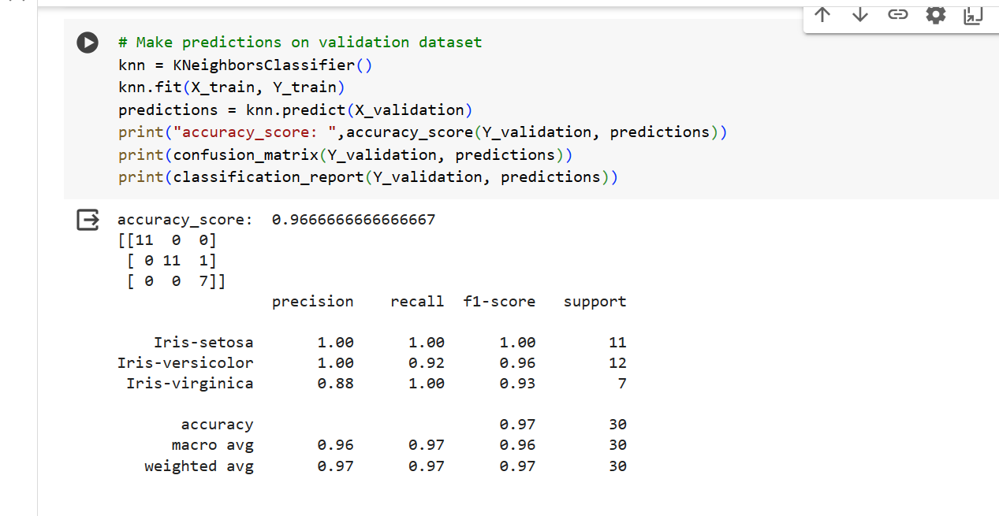 # Make predictions on validation dataset
knn = KNeighborsClassifier()
knn.fit(X_train, Y_train)
predictions = knn.predict(X_validation)
print("accuracy_score: ",accuracy_score(Y_validation, predictions))
print(confusion_matrix(Y_validation, predictions))
print(classification_report(Y_validation, predictions))
accuracy_score:  0.9666666666666667
[[11  0  0]
 [ 0 11  1]
 [ 0  0  7]]
                 precision    recall  f1-score   support
    Iris-setosa       1.00      1.00      1.00        11
Iris-versicolor       1.00      0.92      0.96        12
 Iris-virginica       0.88      1.00      0.93         7
       accuracy                           0.97        30
      macro avg       0.96      0.97      0.96        30
   weighted avg       0.97      0.97      0.97        30